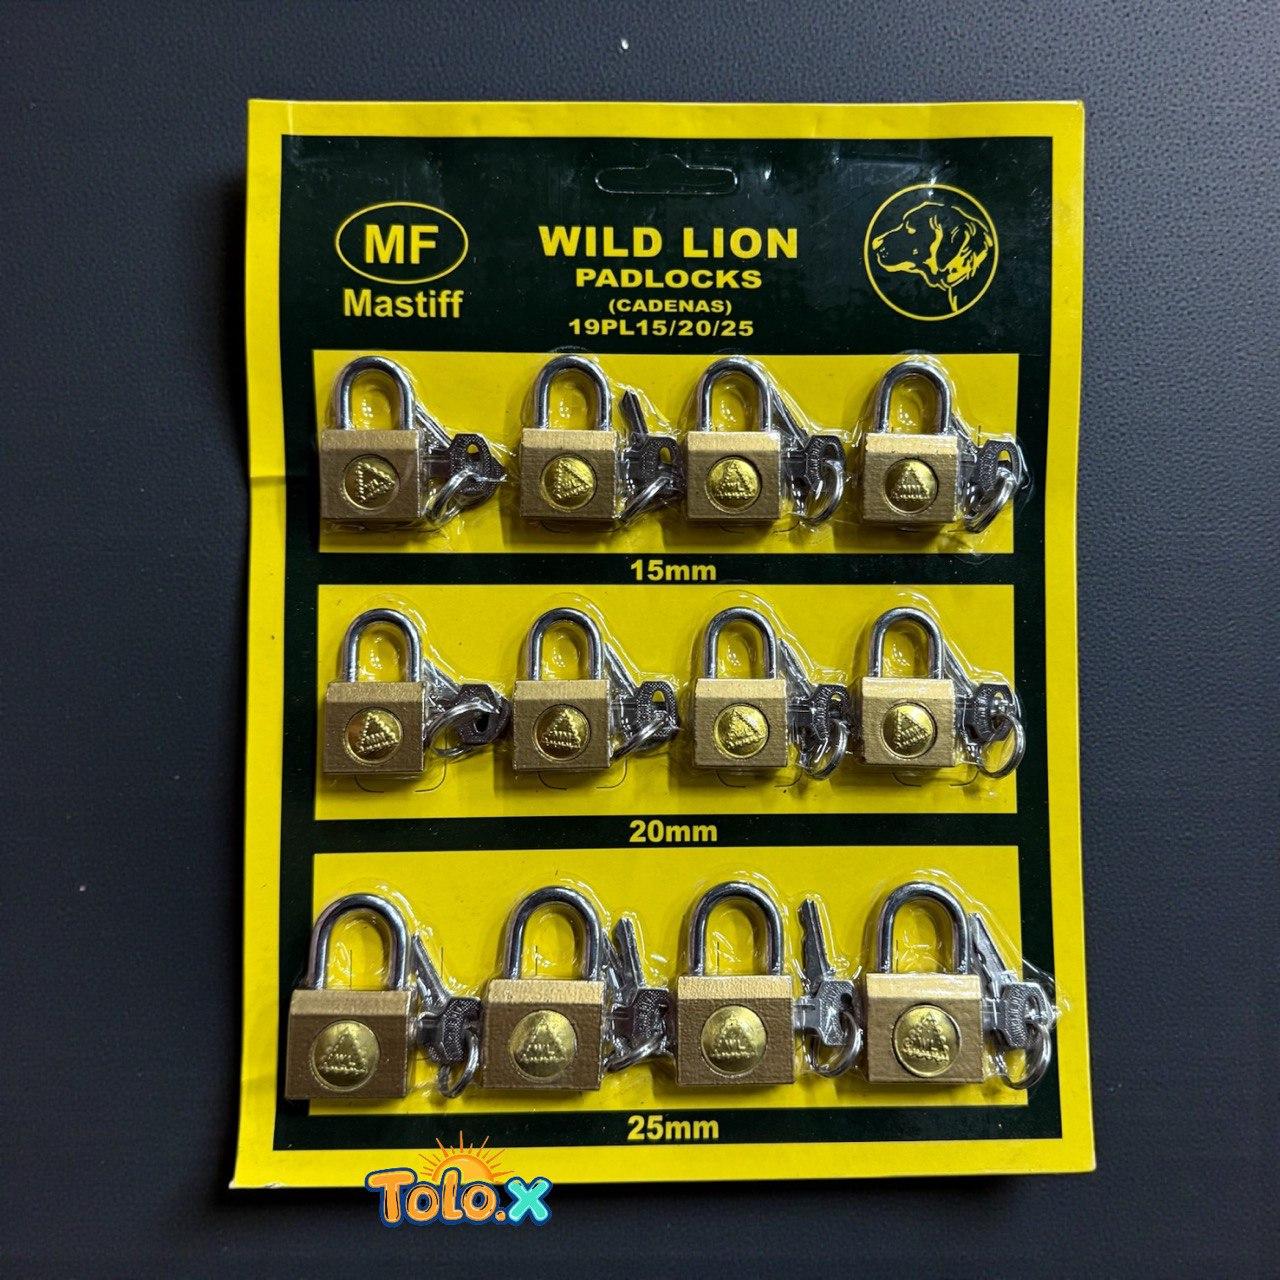 MF
Mastiff
WILD LION
PADLOCKS
(CADENAS)
19PL15/20/25
15mm
20mm
25mm
Tolo.x